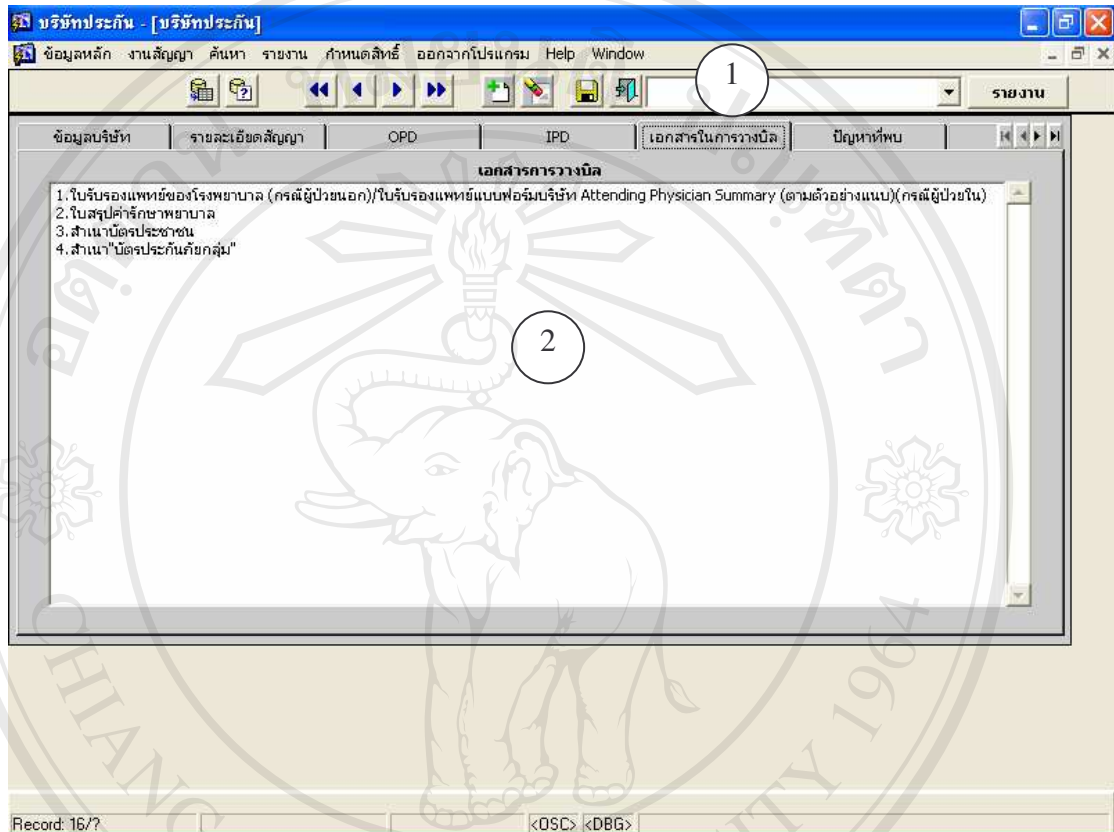 บริษัทประกัน - [บริษัทประกัน]
ข้อมูลหลัก งานสัญญา ค้นหา รายงาน กำหนดสิทธิ์ ออกจากโปรแกรม Help Window
1
รายงาน
ข้อมูลบริษัท รายละเอียดสัญญา OPD IPD เอกสารในการวางบิล ปัญหาที่พบ
เอกสารการวางบิล
1.ใบรับรองแพทย์ของโรงพยาบาล (กรณีผู้ป่วยนอก)/ใบรับรองแพทย์แบบฟอร์มบริษัท Attending Physician Summary (ตามตัวอย่างแนบ)(กรณีผู้ป่วยใน)
2.ใบสรุปค่ารักษาพยาบาล
3.สำเนาบัตรประชาชน
4.สำเนา"บัตรประกันภัยกลุ่ม"
2
CHIANG
UNIVERSITY 1964
Record: 16/? <OSC> <DBG>